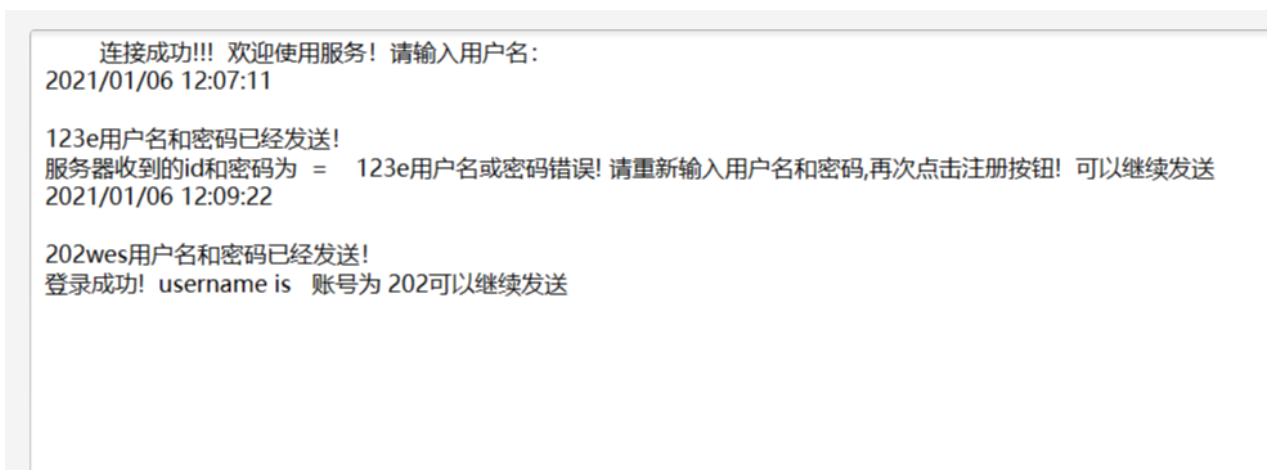 连接成功!!! 欢迎使用服务！请输入用户名：
2021/01/06 12:07:11
123e用户名和密码已经发送！
服务器收到的id和密码为 = 123e用户名或密码错误! 请重新输入用户名和密码,再次点击注册按钮！可以继续发送
2021/01/06 12:09:22
202wes用户名和密码已经发送！
登录成功！username is 账号为 202可以继续发送